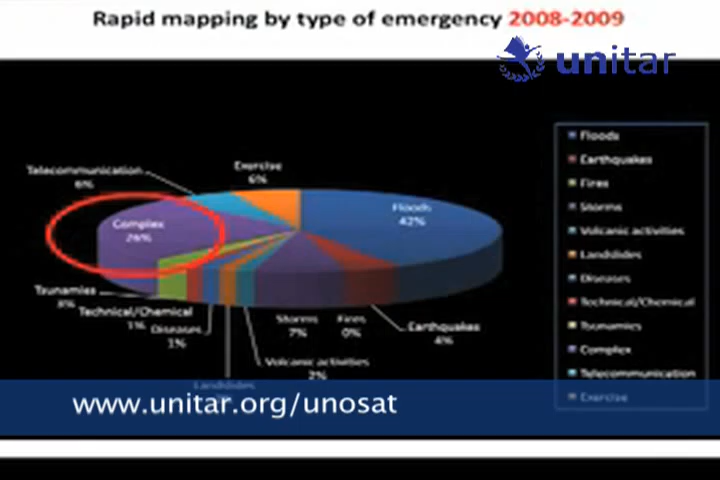 Rapid mapping by type of emergency 2008-2009
unitar
Floods
Earthquakes
Fires
Storms
Volcanic activities
Landslides
Diseases
Technical/Chemical
Tsunamies
Complex
Telecommunication
Exercise
Exercise
6%
Telecommunication
6%
Floods
42%
Complex
26%
Tsunamies
Technical/Chemical
1%
Diseases
1%
Storms
7%
Fires
0%
Earthquakes
4%
Volcanic activities
2%
Landslides
www.unitar.org/unosat